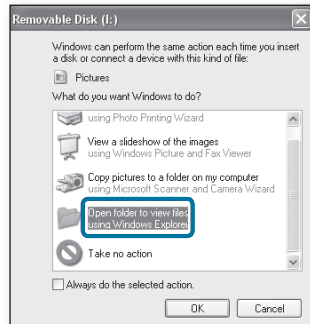 Removable Disk (I:)
Windows can perform the same action each time you insert
a disk or connect a device with this kind of file:
Pictures
What do you want Windows to do?
using Photo Printing Wizard
View a slideshow of the images
using Windows Picture and Fax Viewer
Copy pictures to a folder on my computer
using Microsoft Scanner and Camera Wizard
Open folder to view files
using Windows Explorer
Take no action
Always do the selected action.
OK
Cancel